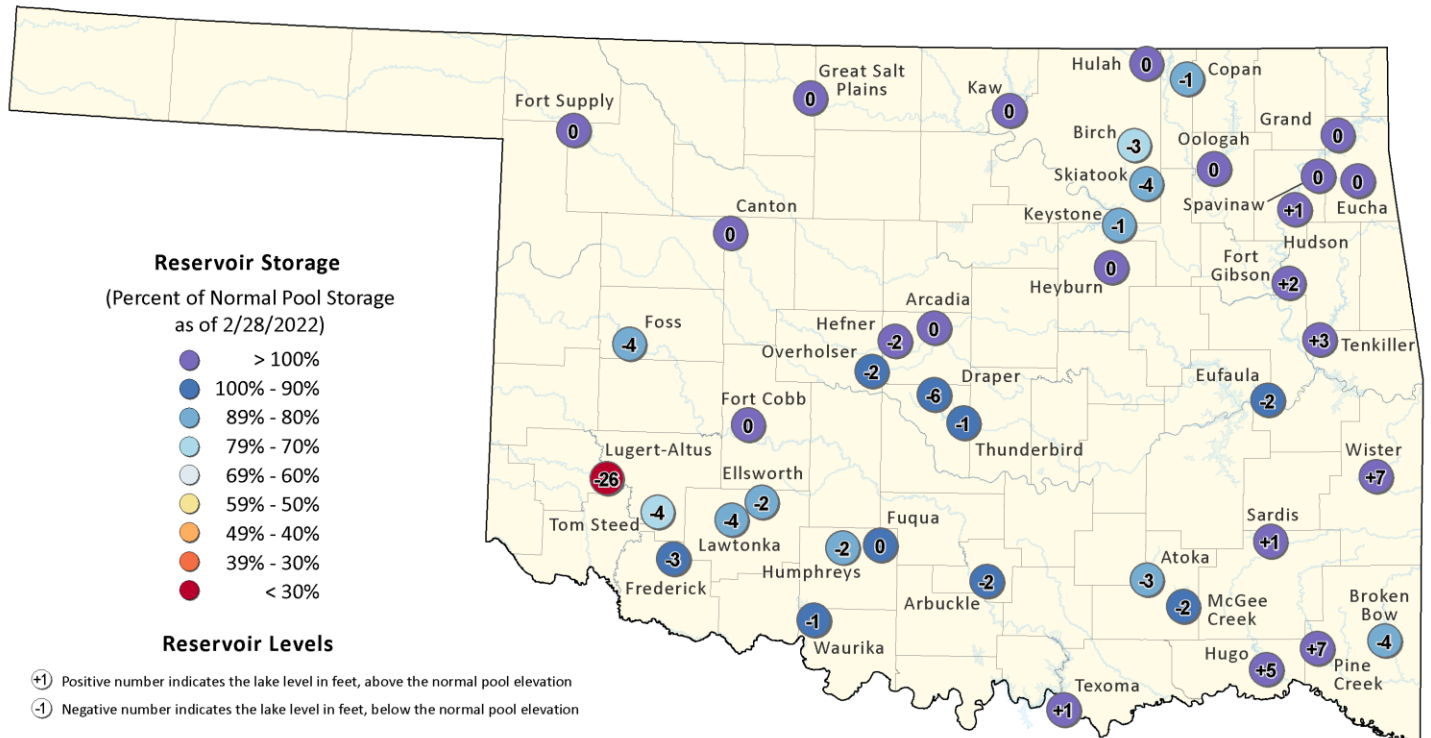 Hulah
0
-1
Copan
Great Salt
Plains
0
Kaw
0
Fort Supply
0
Birch
-3
Oologah
0
Grand
0
Skiatook
-4
Spavinaw
0
0
Eucha
+1
Hudson
Canton
0
Keystone
-1
Heyburn
0
Fort
Gibson
+2
Foss
-4
Hefner
-2
Arcadia
0
Overholser
-2
+3
Tenkiller
Draper
-6
-1
Thunderbird
Eufaula
-2
Fort Cobb
0
Lugert-Altus
-26
Ellsworth
-2
Wister
+7
Tom Steed
-4
-4
Lawtonka
Fuqua
0
-2
Humphreys
Sardis
+1
-3
Frederick
Arbuckle
-2
Atoka
-3
-2
McGee
Creek
Broken
Bow
-4
-1
Waurika
Hugo
+5
+7
Pine
Creek
Texoma
+1
Reservoir Storage
(Percent of Normal Pool Storage
as of 2/28/2022)
> 100%
100% - 90%
89% - 80%
79% - 70%
69% - 60%
59% - 50%
49% - 40%
39% - 30%
< 30%
Reservoir Levels
+1 Positive number indicates the lake level in feet, above the normal pool elevation
-1 Negative number indicates the lake level in feet, below the normal pool elevation